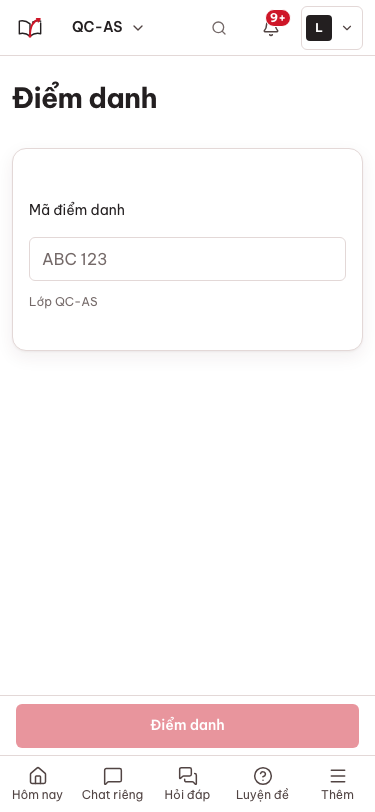 QC-AS
9+
L
Điểm danh
Mã điểm danh
ABC 123
Lớp QC-AS
Điểm danh
Hôm nay
Chat riêng
Hỏi đáp
Luyện đề
Thêm